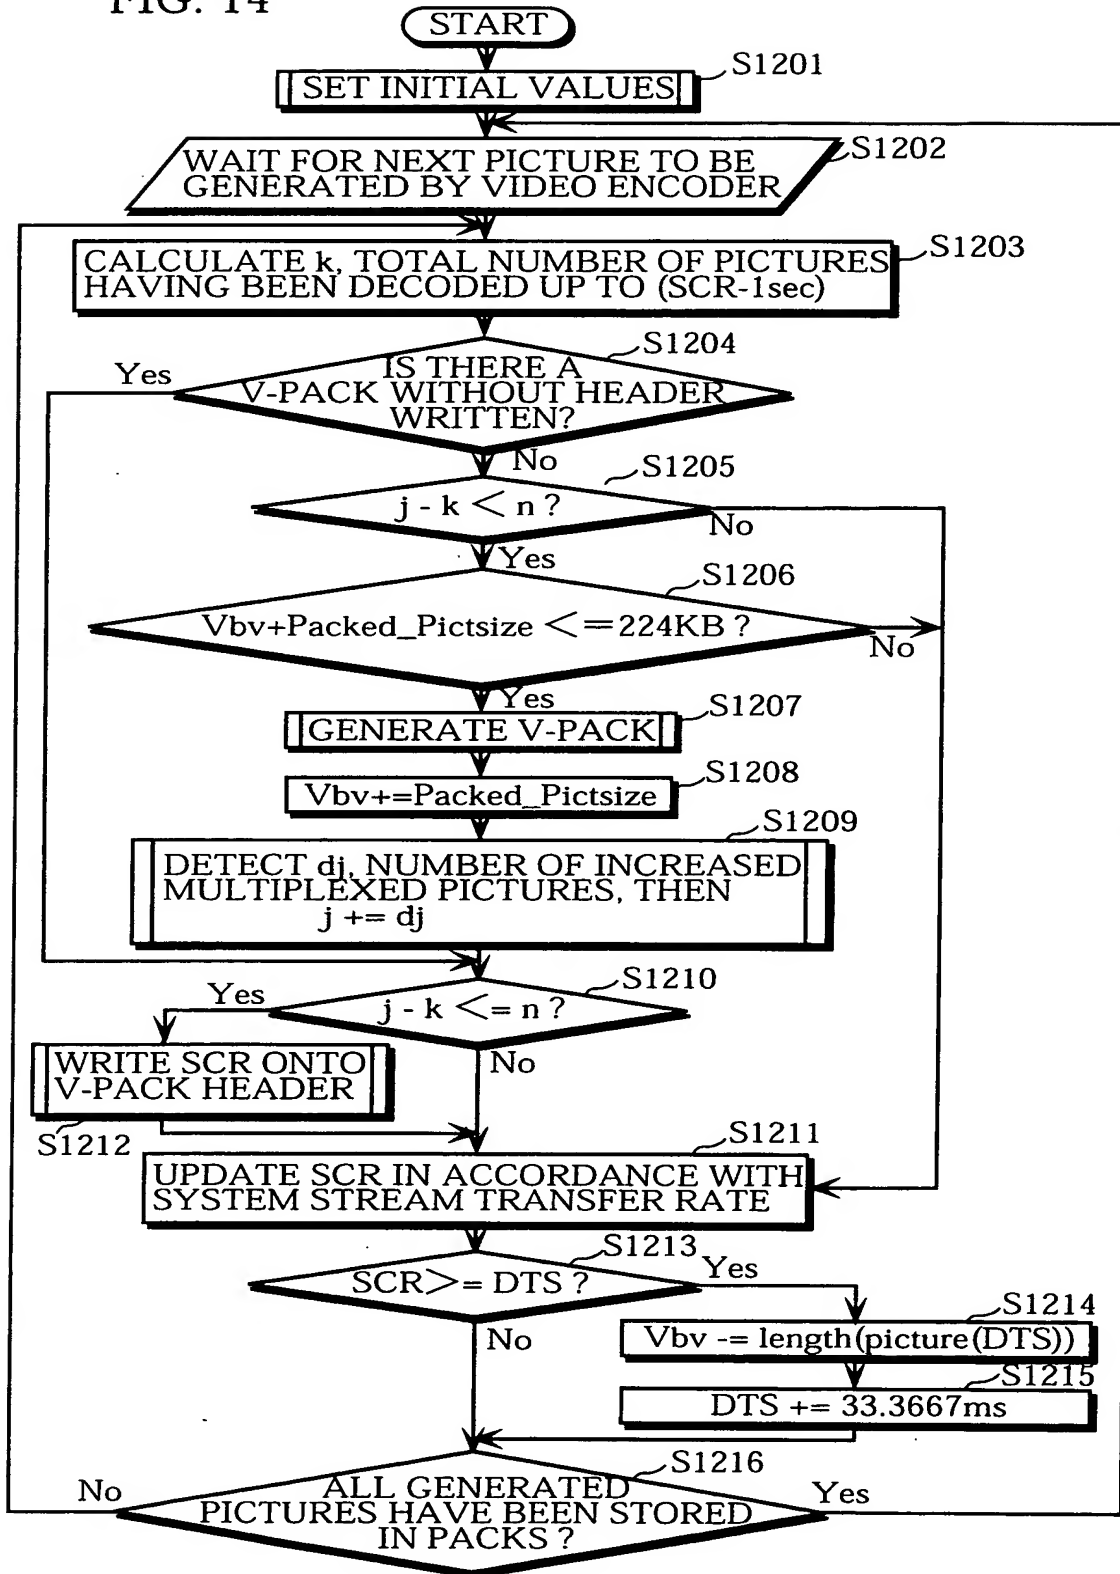 FIG. 14
START
S1201
SET INITIAL VALUES
S1202
WAIT FOR NEXT PICTURE TO BE
GENERATED BY VIDEO ENCODER
S1203
CALCULATE k, TOTAL NUMBER OF PICTURES
HAVING BEEN DECODED UP TO (SCR-1sec)
S1204
Yes
IS THERE A
V-PACK WITHOUT HEADER
WRITTEN?
No
S1205
j - k < n ?
No
Yes
S1206
Vbv+Packed_Pictsize <=224KB ?
No
Yes
S1207
GENERATE V-PACK
S1208
Vbv+=Packed_Pictsize
S1209
DETECT dj, NUMBER OF INCREASED
MULTIPLEXED PICTURES, THEN
j += dj
S1210
Yes
j - k <= n ?
No
WRITE SCR ONTO
V-PACK HEADER
S1212
S1211
UPDATE SCR IN ACCORDANCE WITH
SYSTEM STREAM TRANSFER RATE
S1213
Yes
SCR>= DTS ?
No
S1214
Vbv -= length(picture(DTS))
S1215
DTS += 33.3667ms
S1216
No
ALL GENERATED
PICTURES HAVE BEEN STORED
IN PACKS ?
Yes